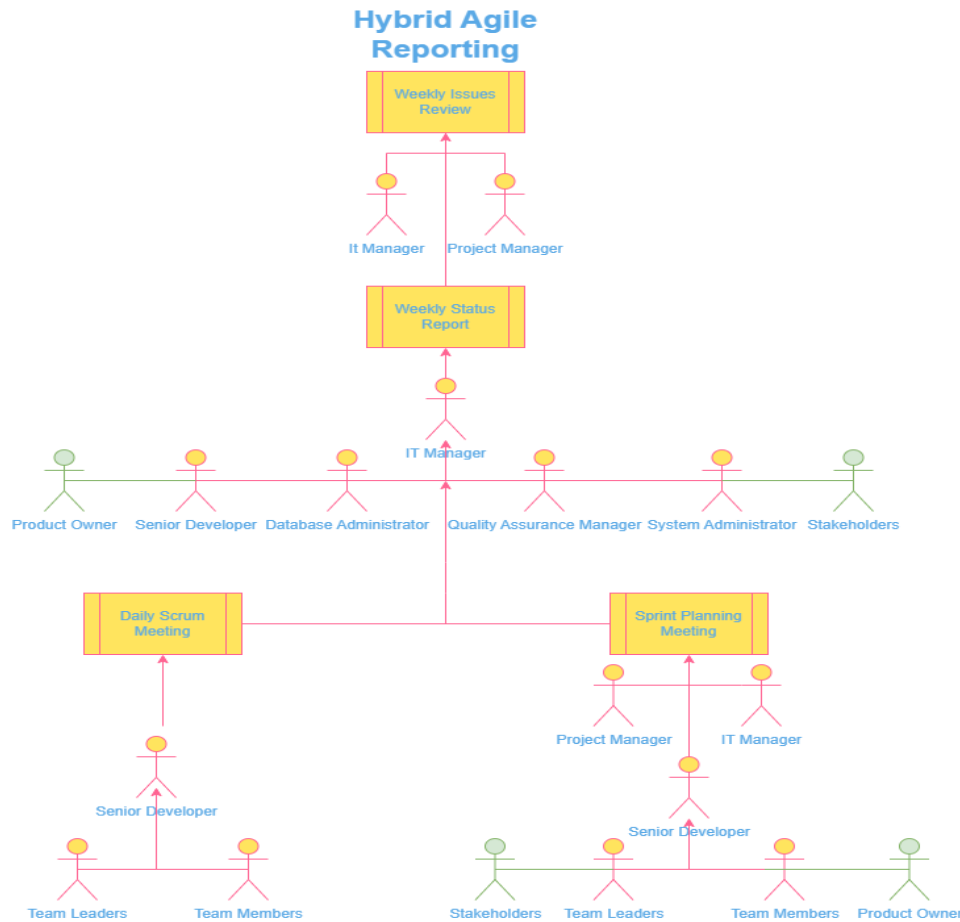 Hybrid Agile
Reporting
Weekly Issues
Review
It Manager
Project Manager
Weekly Status
Report
IT Manager
Product Owner
Senior Developer
Database Administrator
Quality Assurance Manager
System Administrator
Stakeholders
Daily Scrum
Meeting
Sprint Planning
Meeting
Project Manager
IT Manager
Senior Developer
Senior Developer
Team Leaders
Team Members
Stakeholders
Team Leaders
Team Members
Product Owner